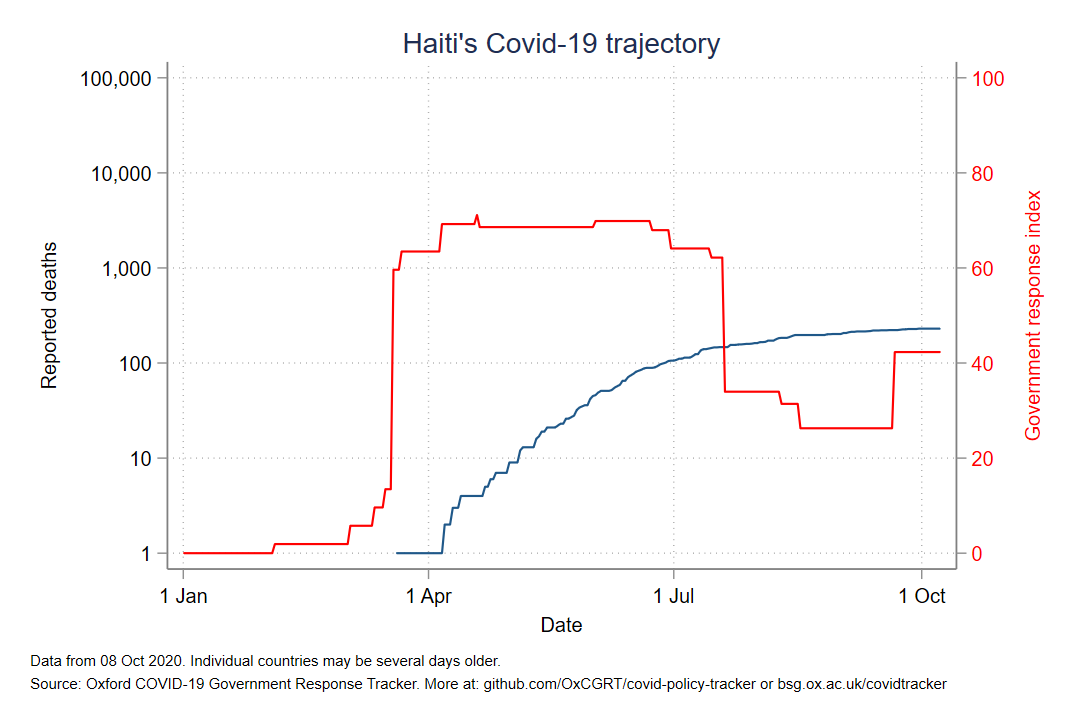 Haiti's Covid-19 trajectory
100,000
10,000
1,000
100
10
1
Reported deaths
100
80
60
40
20
0
Government response index
1 Jan
1 Apr
1 Jul
1 Oct
Date
Data from 08 Oct 2020. Individual countries may be several days older.
Source: Oxford COVID-19 Government Response Tracker. More at: github.com/OxCGRT/covid-policy-tracker or bsg.ox.ac.uk/covidtracker